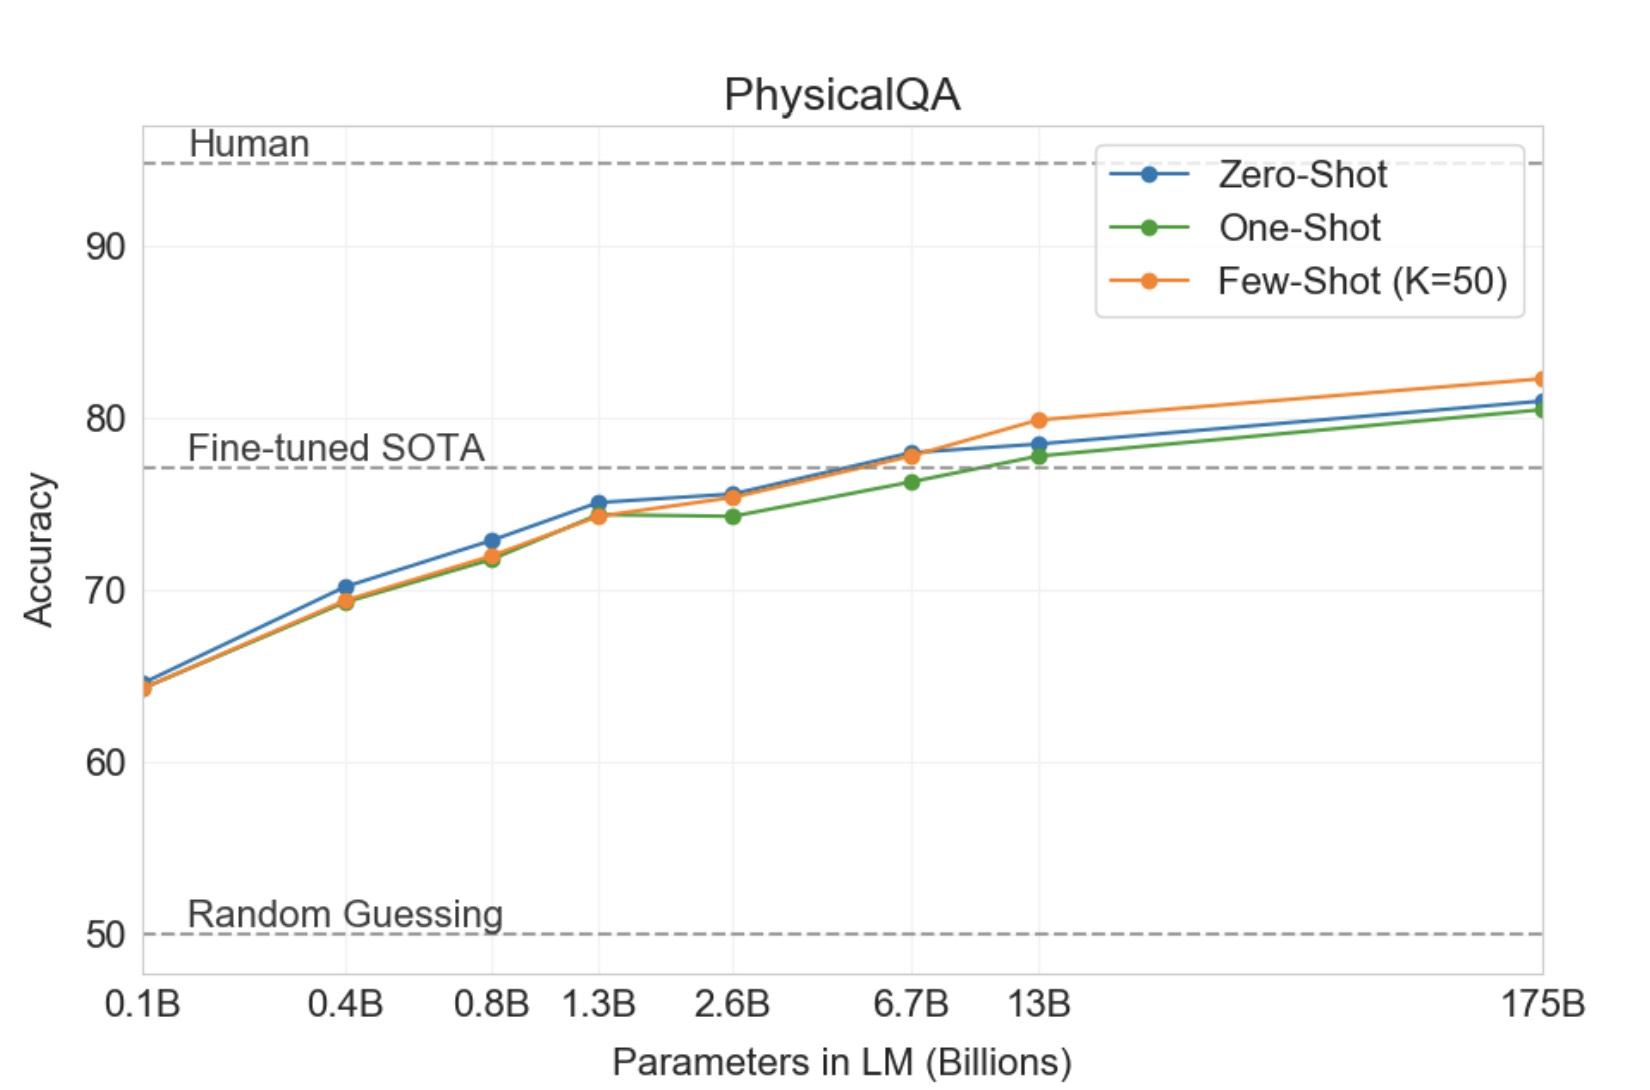 PhysicalQA
Human
Zero-Shot
One-Shot
Few-Shot (K=50)
90
80
Fine-tuned SOTA
70
60
Random Guessing
50
Accuracy
0.1B 0.4B 0.8B 1.3B 2.6B 6.7B 13B 175B
Parameters in LM (Billions)